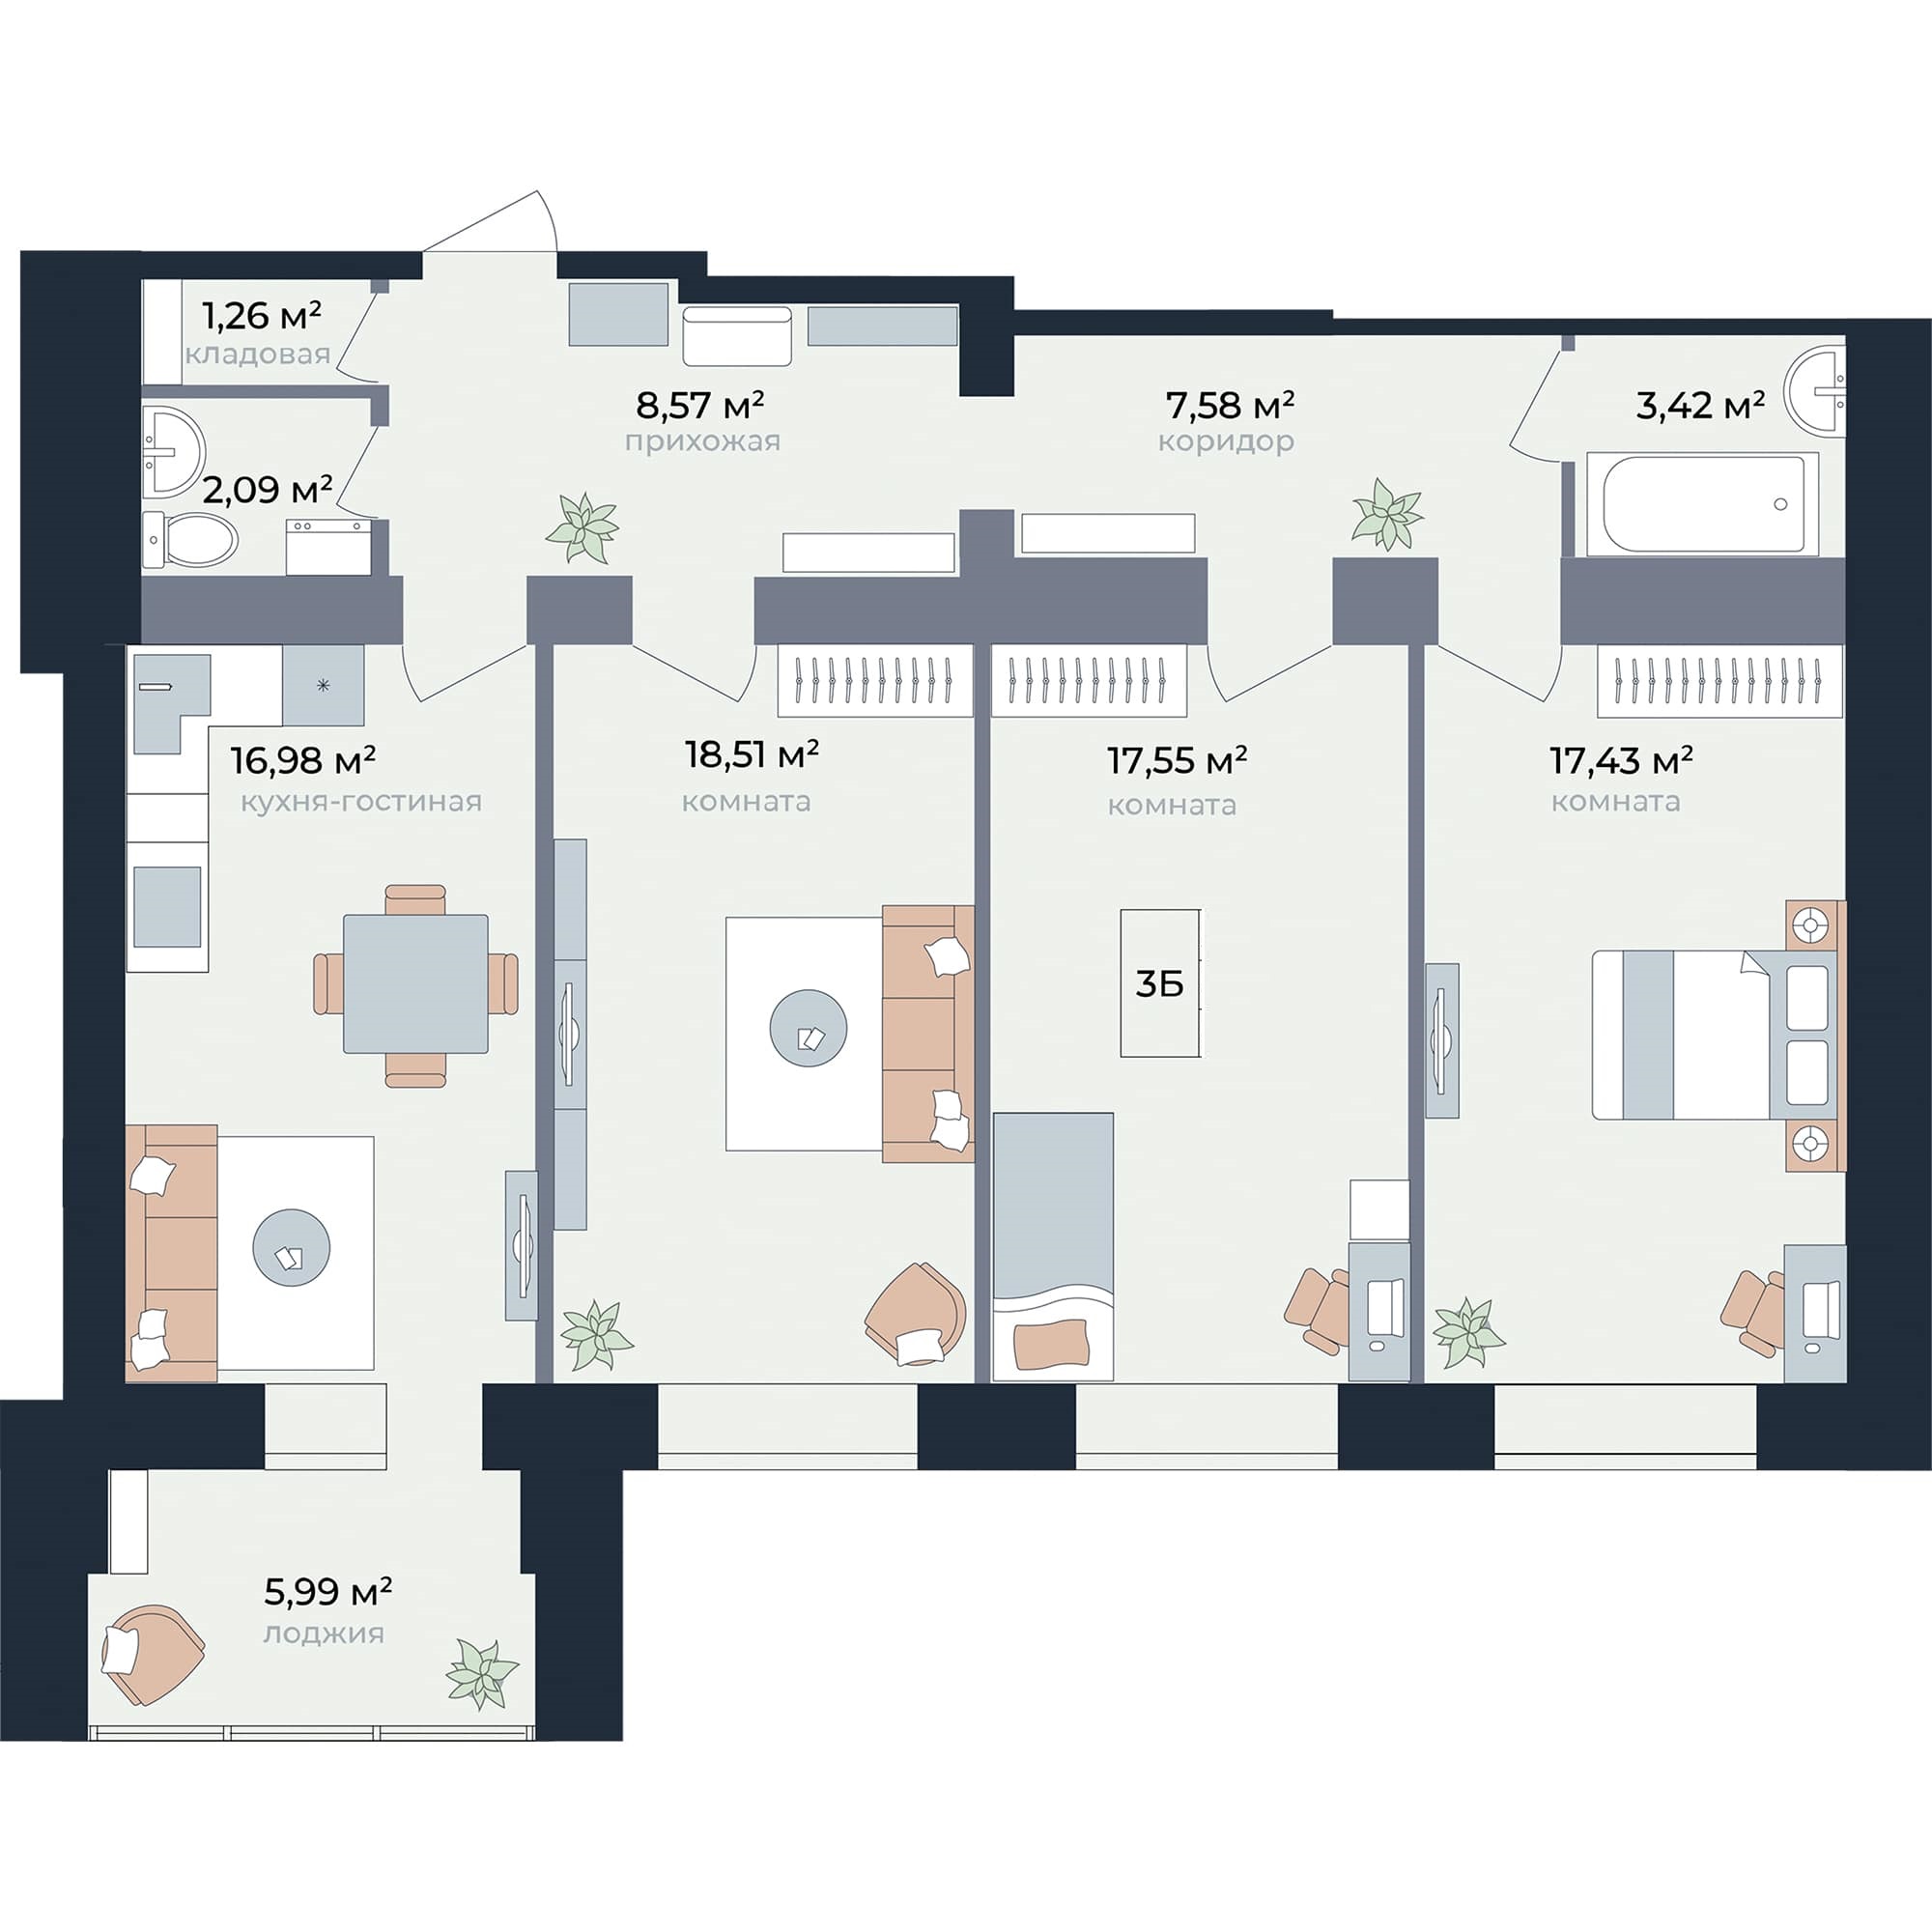 1,26 м²
кладовая
8,57 м²
прихожая
7,58 м²
коридор
3,42 м²
2,09 м²
16,98 м²
кухня-гостиная
18,51 м²
комната
17,55 м²
комната
17,43 м²
комната
3Б
5,99 м²
лоджия